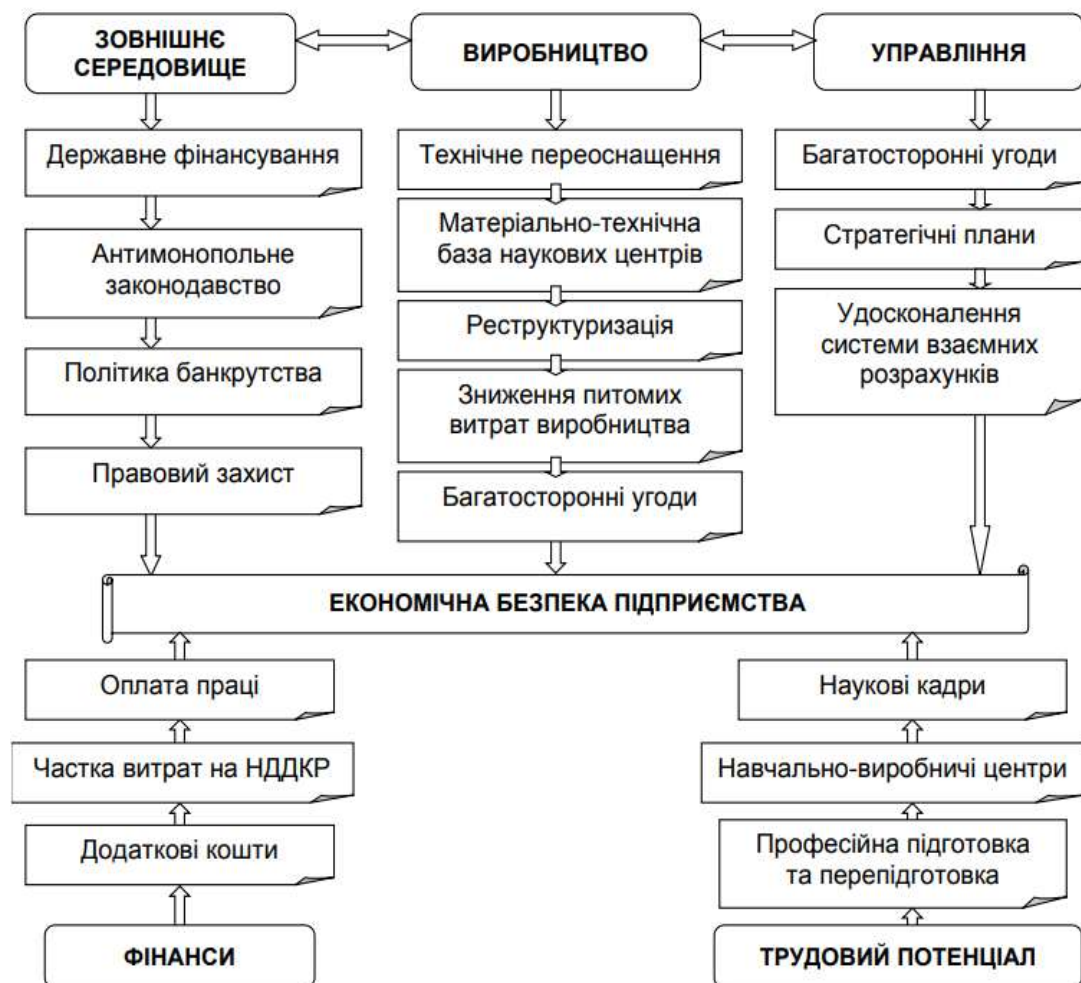 ЗОВНІШНЄ
СЕРЕДОВИЩЕ
ВИРОБНИЦТВО
УПРАВЛІННЯ
Державне фінансування
Антимонопольне
законодавство
Політика банкрутства
Правовий захист
Технічне переоснащення
Матеріально-технічна
база наукових центрів
Реструктуризація
Зниження питомих
витрат виробництва
Багатосторонні угоди
Багатосторонні угоди
Стратегічні плани
Удосконалення
системи взаємних
розрахунків
ЕКОНОМІЧНА БЕЗПЕКА ПІДПРИЄМСТВА
Оплата праці
Частка витрат на НДДКР
Додаткові кошти
ФІНАНСИ
Наукові кадри
Навчально-виробничі центри
Професійна підготовка
та перепідготовка
ТРУДОВИЙ ПОТЕНЦІАЛ